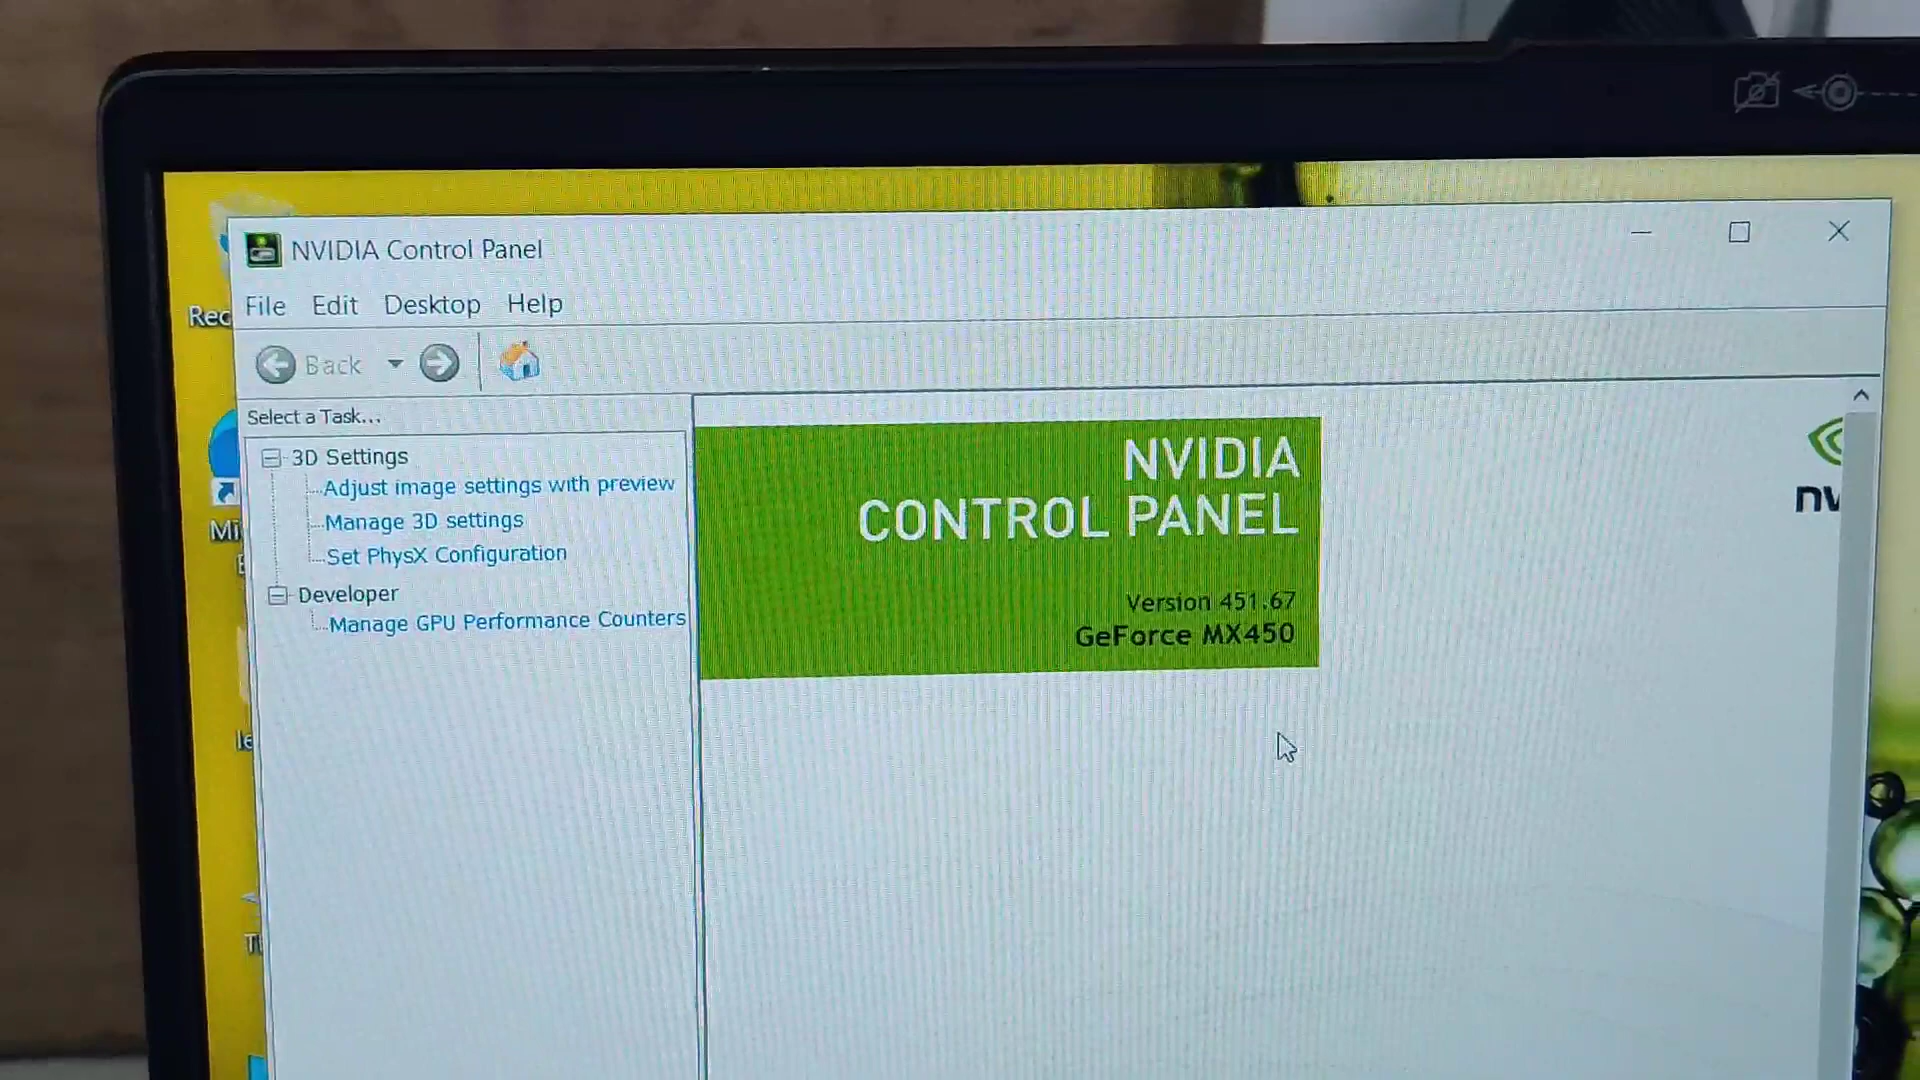 NVIDIA Control Panel
File Edit Desktop Help
Back
Select a Task...
3D Settings
Adjust image settings with preview
Manage 3D settings
Set PhysX Configuration
Developer
Manage GPU Performance Counters
NVIDIA
CONTROL PANEL
Version 451.67
GeForce MX450